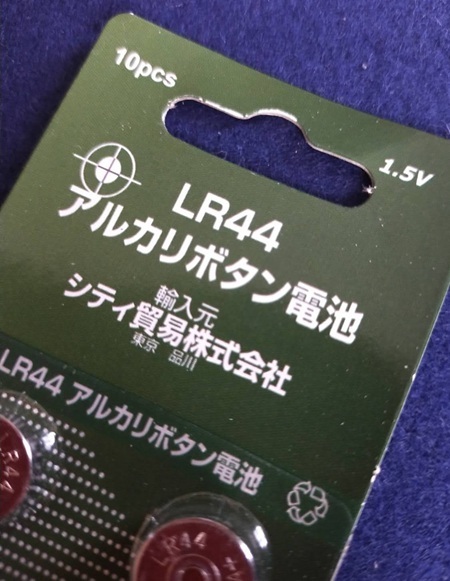 10pcs
1.5V
LR44
アルカリボタン電池
輸入元
シティ貿易株式会社
東京 品川
LR44 アルカリボタン電池
LR44
LR44